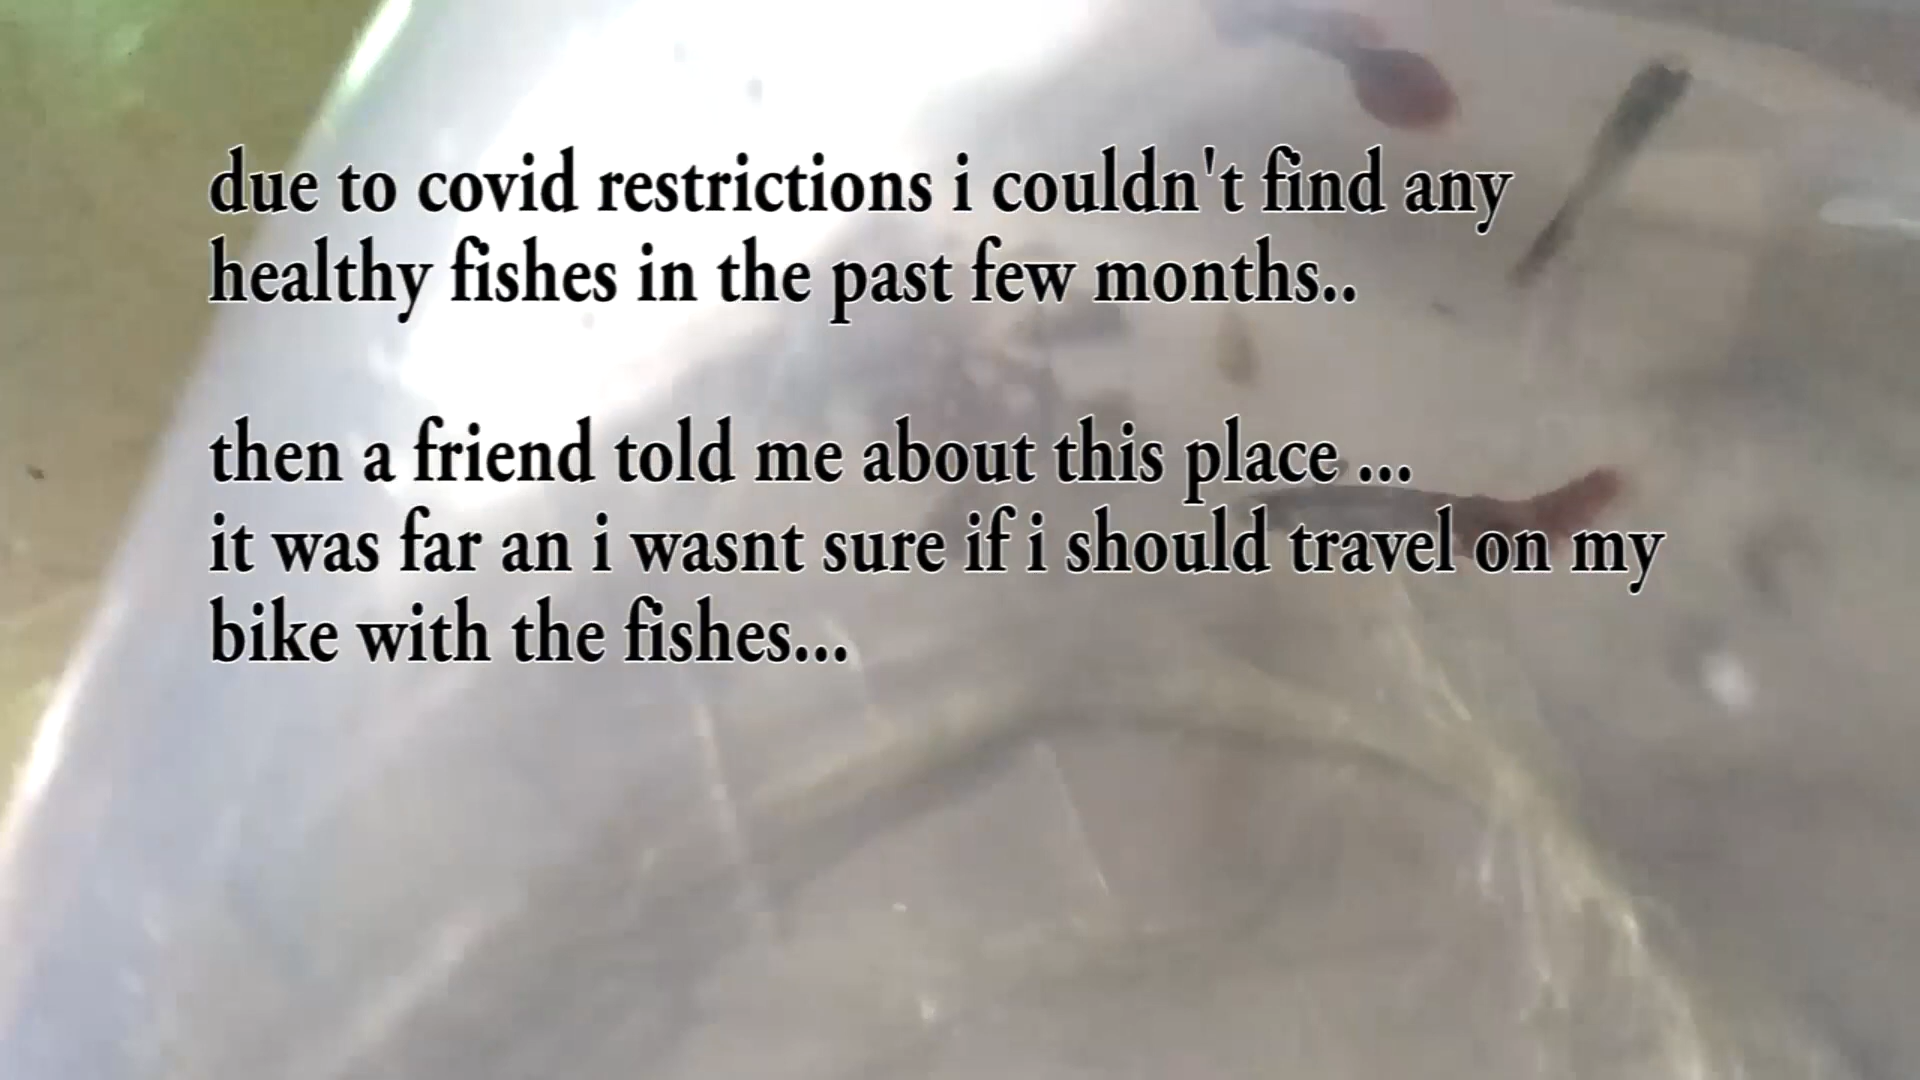 due to covid restrictions i couldn't find any
healthy fishes in the past few months..
then a friend told me about this place ...
it was far an i wasnt sure if i should travel on my
bike with the fishes...